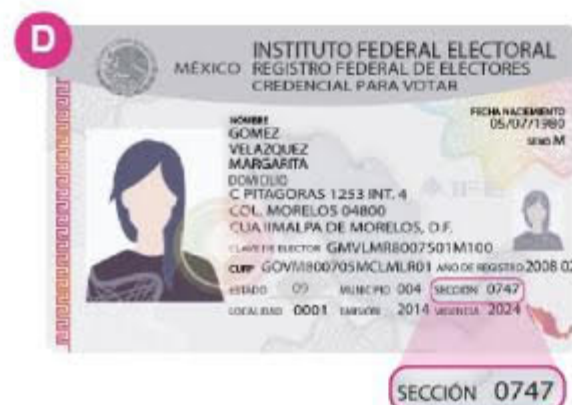 D
INSTITUTO FEDERAL ELECTORAL
MÉXICO REGISTRO FEDERAL DE ELECTORES
CREDENCIAL PARA VOTAR
NOMBRE
GOMEZ
VELAZQUEZ
MARGARITA
FECHA NACIMIENTO
05/07/1980
SEXO M
DOMICILIO
C PITAGORAS 1253 INT. 4
COL. MORELOS 04800
CUAJIMALPA DE MORELOS, D.F.
IFE
CLAVE DE ELECTOR GMVLMR8007501M100
CURP GOVM800705MCLMLR01 AÑO DE REGISTRO 2008 02
ESTADO 09 MUNICIPIO 004 SECCIÓN 0747
LOCALIDAD 0001 EMISIÓN 2014 VIGENCIA 2024
SECCIÓN 0747